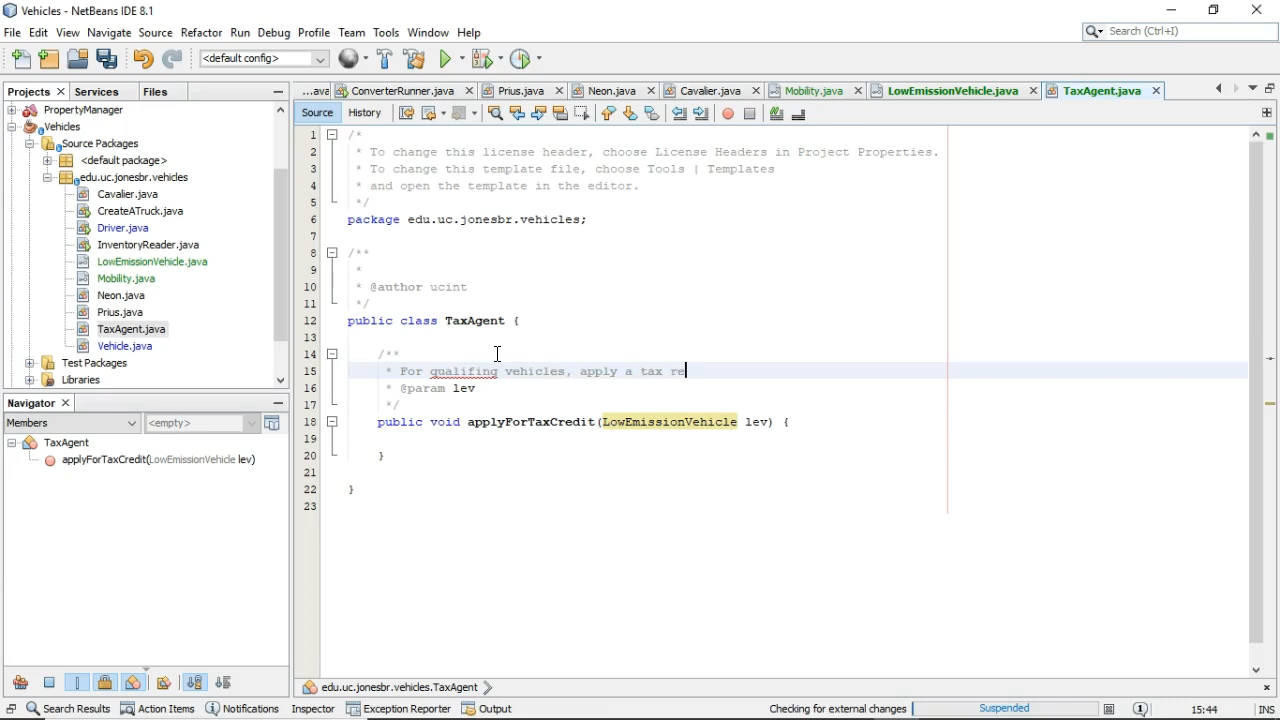 Vehicles - NetBeans IDE 8.1
File Edit View Navigate Source Refactor Run Debug Profile Team Tools Window Help
Search (Ctrl+I)
<default config>
Projects Services Files
...ava ConverterRunner.java Prius.java Neon.java Cavalier.java Mobility.java LowEmissionVehicle.java TaxAgent.java
Source History
PropertyManager
Vehicles
Source Packages
<default package>
edu.uc.jonesbr.vehicles
Cavalier.java
CreateATruck.java
Driver.java
InventoryReader.java
LowEmissionVehicle.java
Mobility.java
Neon.java
Prius.java
TaxAgent.java
Vehicle.java
Test Packages
Libraries
Navigator
Members <empty>
TaxAgent
applyForTaxCredit(LowEmissionVehicle lev)
1 /*
2 * To change this license header, choose License Headers in Project Properties.
3 * To change this template file, choose Tools | Templates
4 * and open the template in the editor.
5 */
6 package edu.uc.jonesbr.vehicles;
7
8 /**
9 *
10 * @author ucint
11 */
12 public class TaxAgent {
13
14 /**
15 * For qualifing vehicles, apply a tax re
16 * @param lev
17 */
18 public void applyForTaxCredit(LowEmissionVehicle lev) {
19
20 }
21
22 }
23
edu.uc.jonesbr.vehicles.TaxAgent
Search Results Action Items Notifications Inspector Exception Reporter Output Checking for external changes Suspended 15:44 INS